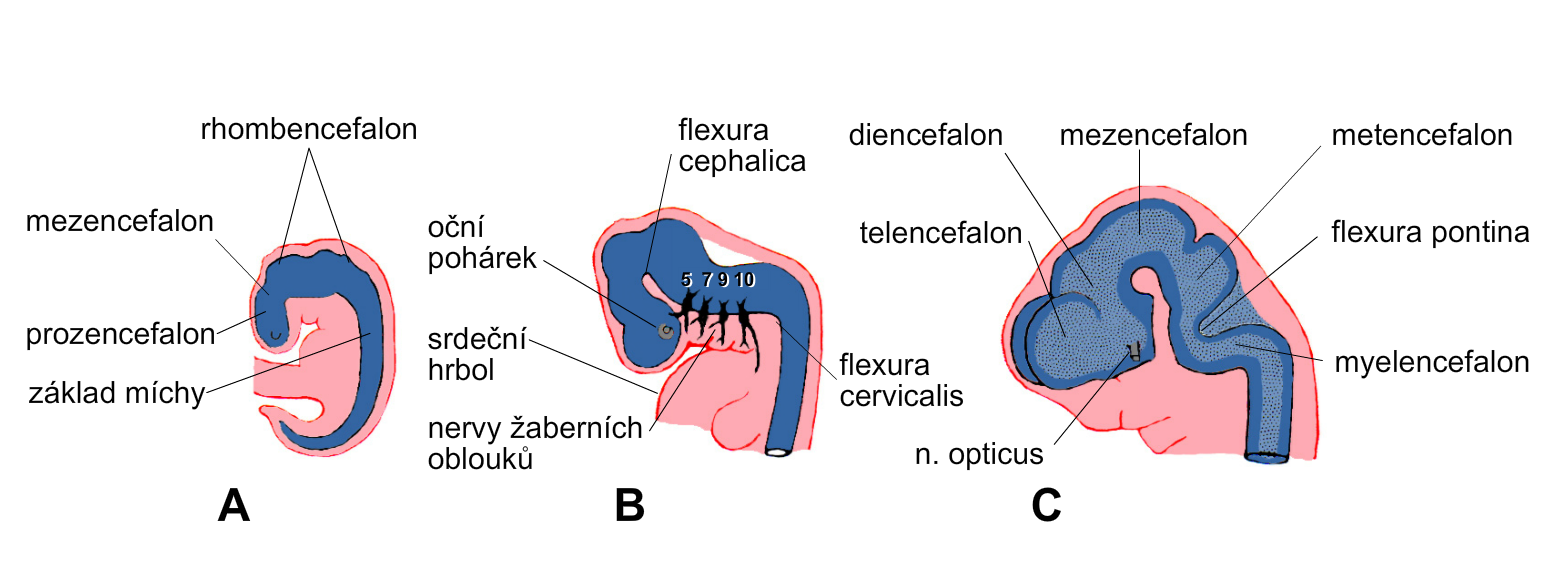 rhombencefalon
mezencefalon
prozencefalon
základ míchy
A
flexura
cephalica
oční
pohárek
5 7 9 10
srdeční
hrbol
flexura
cervicalis
nervy žaberních
oblouků
B
diencefalon
mezencefalon
metencefalon
telencefalon
flexura pontina
myelencefalon
n. opticus
C